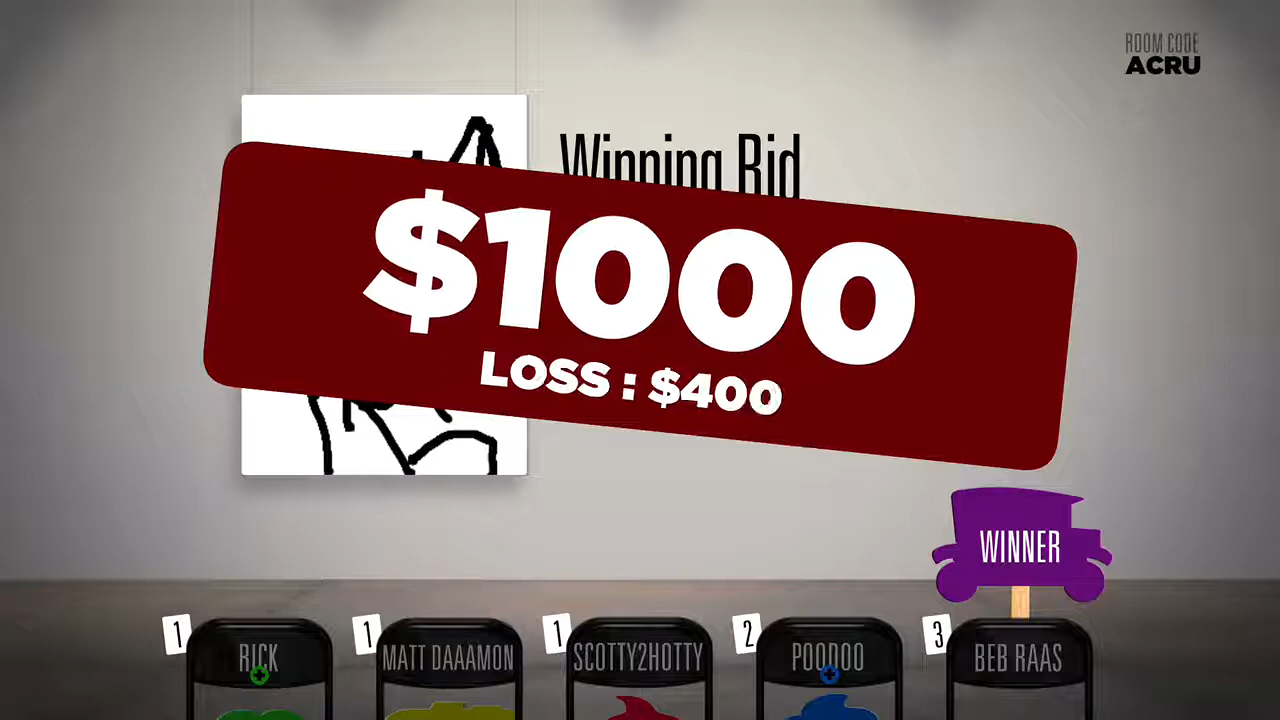 ROOM CODE
ACRU
Winning Bid
$1000
LOSS : $400
WINNER
1
RICK
1
MATT DAAAMON
1
SCOTTY2HOTTY
2
POODOO
3
BEB RAAS